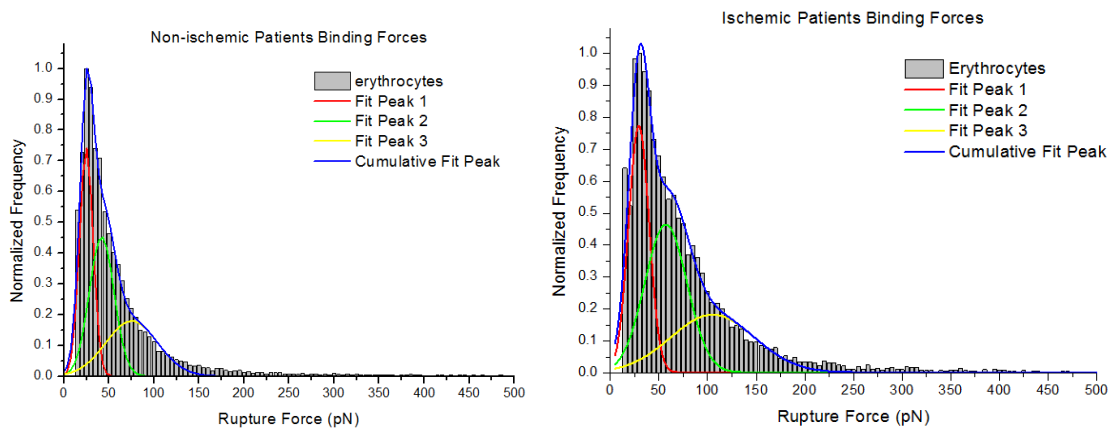 Non-ischemic Patients Binding Forces
erythrocytes
Fit Peak 1
Fit Peak 2
Fit Peak 3
Cumulative Fit Peak
1.0
0.9
0.8
0.7
0.6
0.5
0.4
0.3
0.2
0.1
0.0
Normalized Frequency
0 50 100 150 200 250 300 350 400 450 500
Rupture Force (pN)
Ischemic Patients Binding Forces
Erythrocytes
Fit Peak 1
Fit Peak 2
Fit Peak 3
Cumulative Fit Peak
1.0
0.9
0.8
0.7
0.6
0.5
0.4
0.3
0.2
0.1
0.0
Normalized Frequency
0 50 100 150 200 250 300 350 400 450 500
Rupture Force (pN)